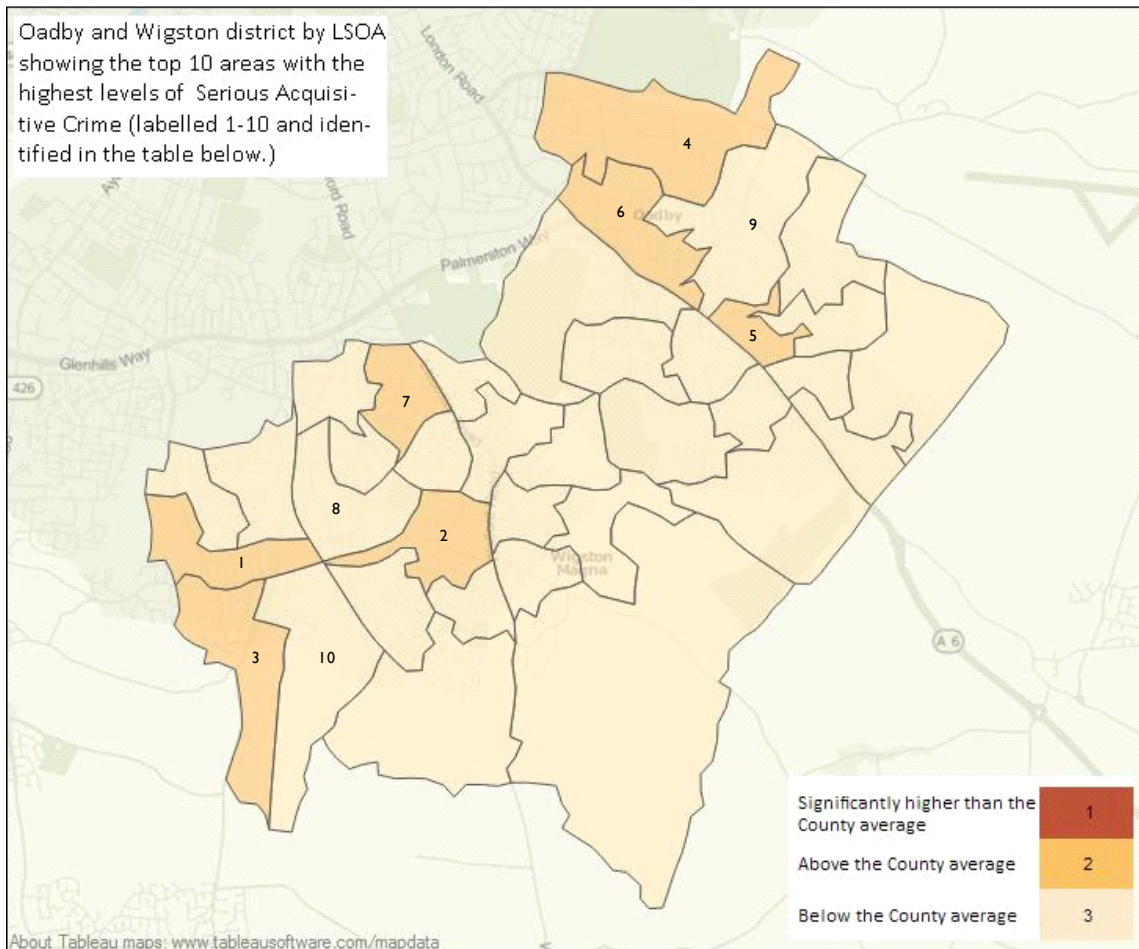 Oadby and Wigston district by LSOA
showing the top 10 areas with the
highest levels of Serious Acquisi-
tive Crime (labelled 1-10 and iden-
tified in the table below.)
London Road
4
6
Oadby
9
Palmerston Way
5
Glenhills Way
426
7
8
2
1
Wigston
Magna
3
10
A 6
Significantly higher than the
County average
1
Above the County average
2
Below the County average
3
About Tableau maps: www.tableausoftware.com/mapdata